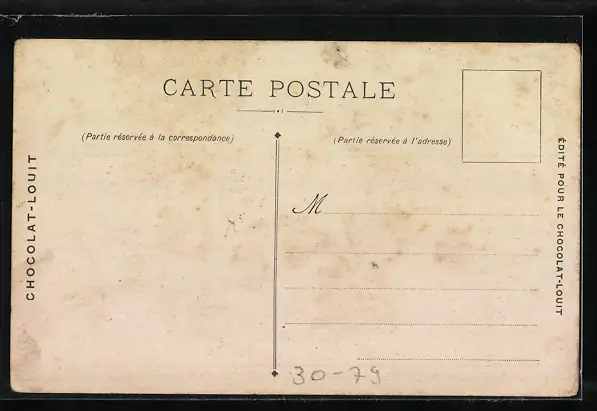 CARTE POSTALE
(Partie réservée à la correspondance)
(Partie réservée à l'adresse)
CHOCOLAT-LOUIT
M
ÉDITÉ POUR LE CHOCOLAT-LOUIT
30-79